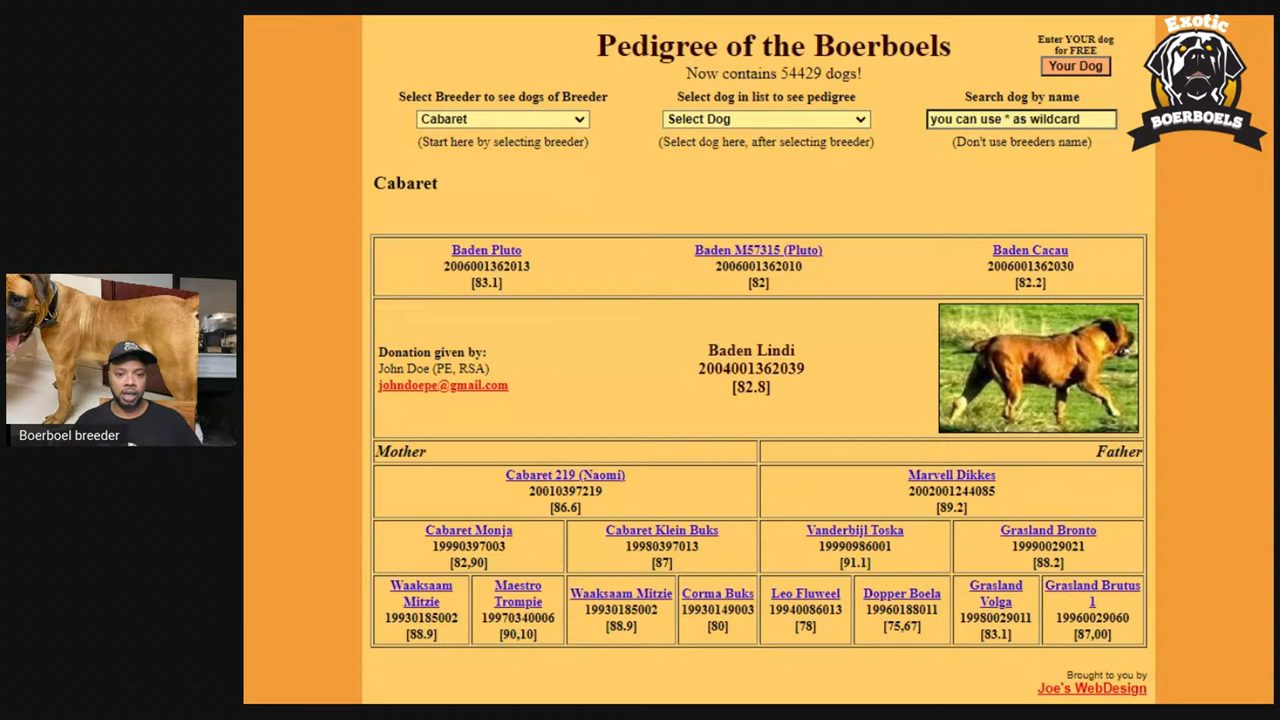 Pedigree of the Boerboels
Now contains 54429 dogs!
Enter YOUR dog
for FREE
Your Dog
Exotic
BOERBOELS
Select Breeder to see dogs of Breeder
Cabaret
(Start here by selecting breeder)
Select dog in list to see pedigree
Select Dog
(Select dog here, after selecting breeder)
Search dog by name
you can use * as wildcard
(Don't use breeders name)
Cabaret
Baden Pluto
2006001362013
[83.1]
Baden M57315 (Pluto)
2006001362010
[82]
Baden Cacau
2006001362030
[82.2]
Donation given by:
John Doe (PE, RSA)
johndoepe@gmail.com
Baden Lindi
2004001362039
[82.8]
Mother
Father
Cabaret 219 (Naomi)
20010397219
[86.6]
Marvell Dikkes
2002001244085
[89.2]
Cabaret Monja
19990397003
[82,90]
Cabaret Klein Buks
19980397013
[87]
Vanderbijl Toska
19990986001
[91.1]
Grasland Bronto
19990029021
[88.2]
Waaksaam
Mitzie
19930185002
[88.9]
Maestro
Trompie
19970340006
[90,10]
Waaksaam Mitzie
19930185002
[88.9]
Corma Buks
19930149003
[80]
Leo Fluweel
19940086013
[78]
Dopper Boela
19960188011
[75,67]
Grasland
Volga
19980029011
[83.1]
Grasland Brutus
1
19960029060
[87,00]
Brought to you by
Joe's WebDesign
Boerboel breeder